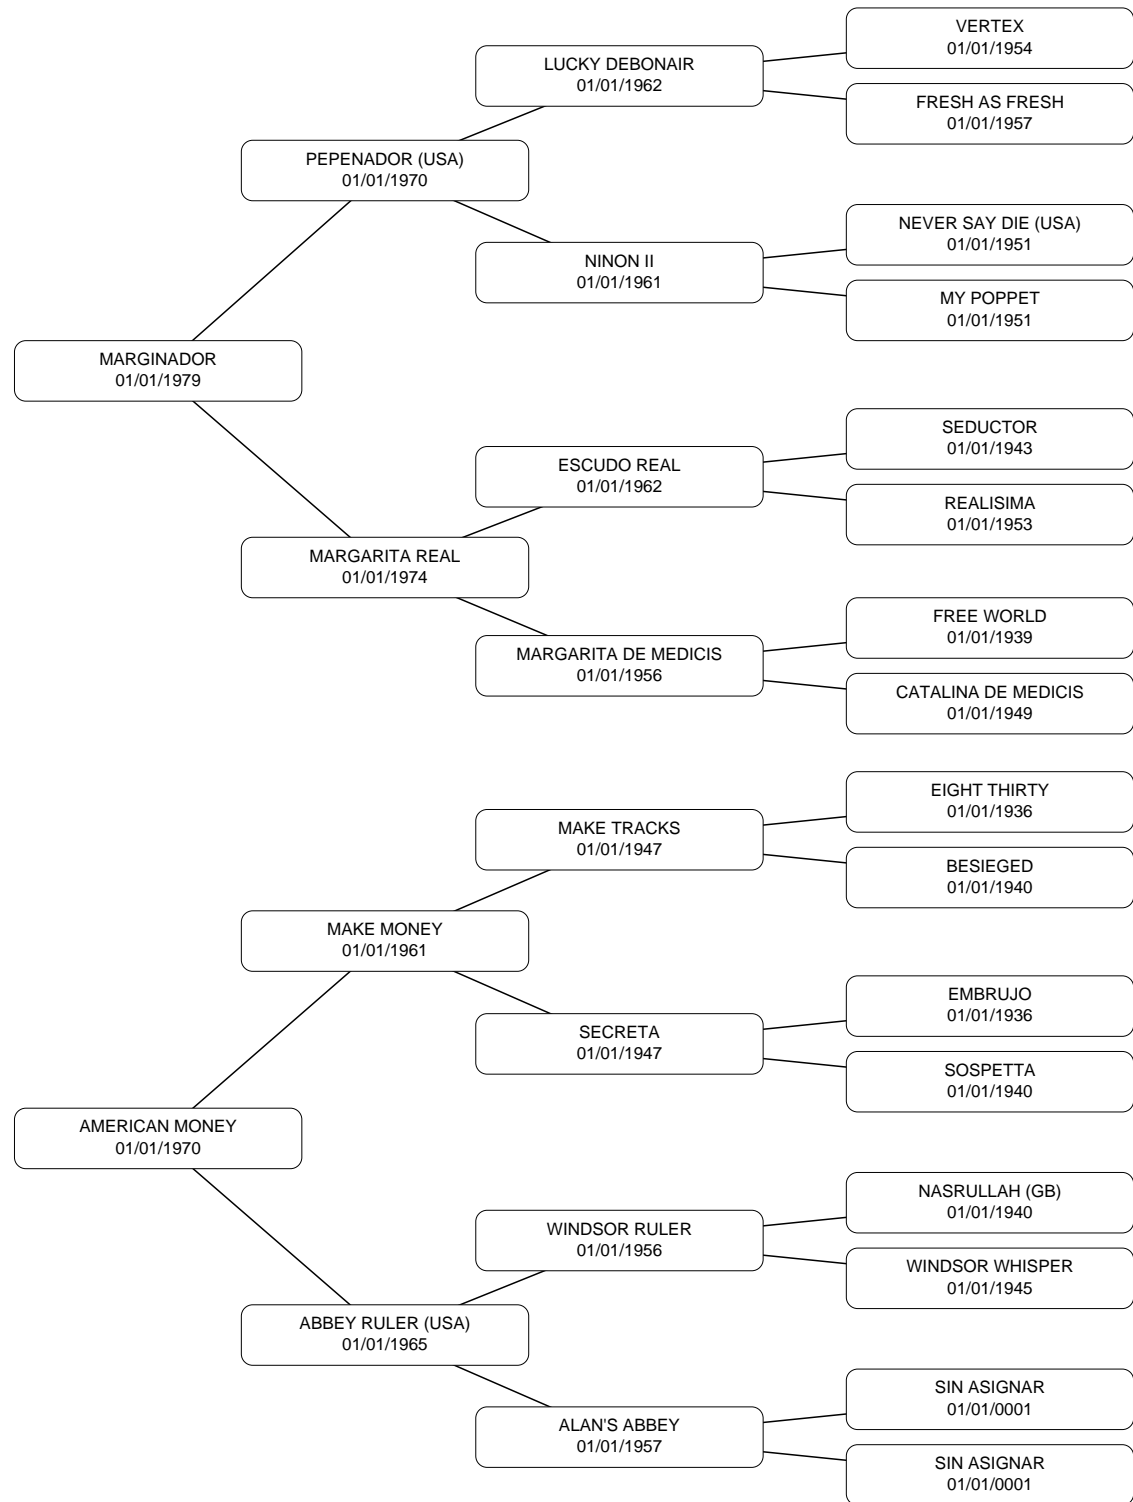 VERTEX
01/01/1954
LUCKY DEBONAIR
01/01/1962
FRESH AS FRESH
01/01/1957
PEPENADOR (USA)
01/01/1970
NEVER SAY DIE (USA)
01/01/1951
NINON II
01/01/1961
MY POPPET
01/01/1951
MARGINADOR
01/01/1979
SEDUCTOR
01/01/1943
ESCUDO REAL
01/01/1962
REALISIMA
01/01/1953
MARGARITA REAL
01/01/1974
FREE WORLD
01/01/1939
MARGARITA DE MEDICIS
01/01/1956
CATALINA DE MEDICIS
01/01/1949
EIGHT THIRTY
01/01/1936
MAKE TRACKS
01/01/1947
BESIEGED
01/01/1940
MAKE MONEY
01/01/1961
EMBRUJO
01/01/1936
SECRETA
01/01/1947
SOSPETTA
01/01/1940
AMERICAN MONEY
01/01/1970
NASRULLAH (GB)
01/01/1940
WINDSOR RULER
01/01/1956
WINDSOR WHISPER
01/01/1945
ABBEY RULER (USA)
01/01/1965
SIN ASIGNAR
01/01/0001
ALAN'S ABBEY
01/01/1957
SIN ASIGNAR
01/01/0001